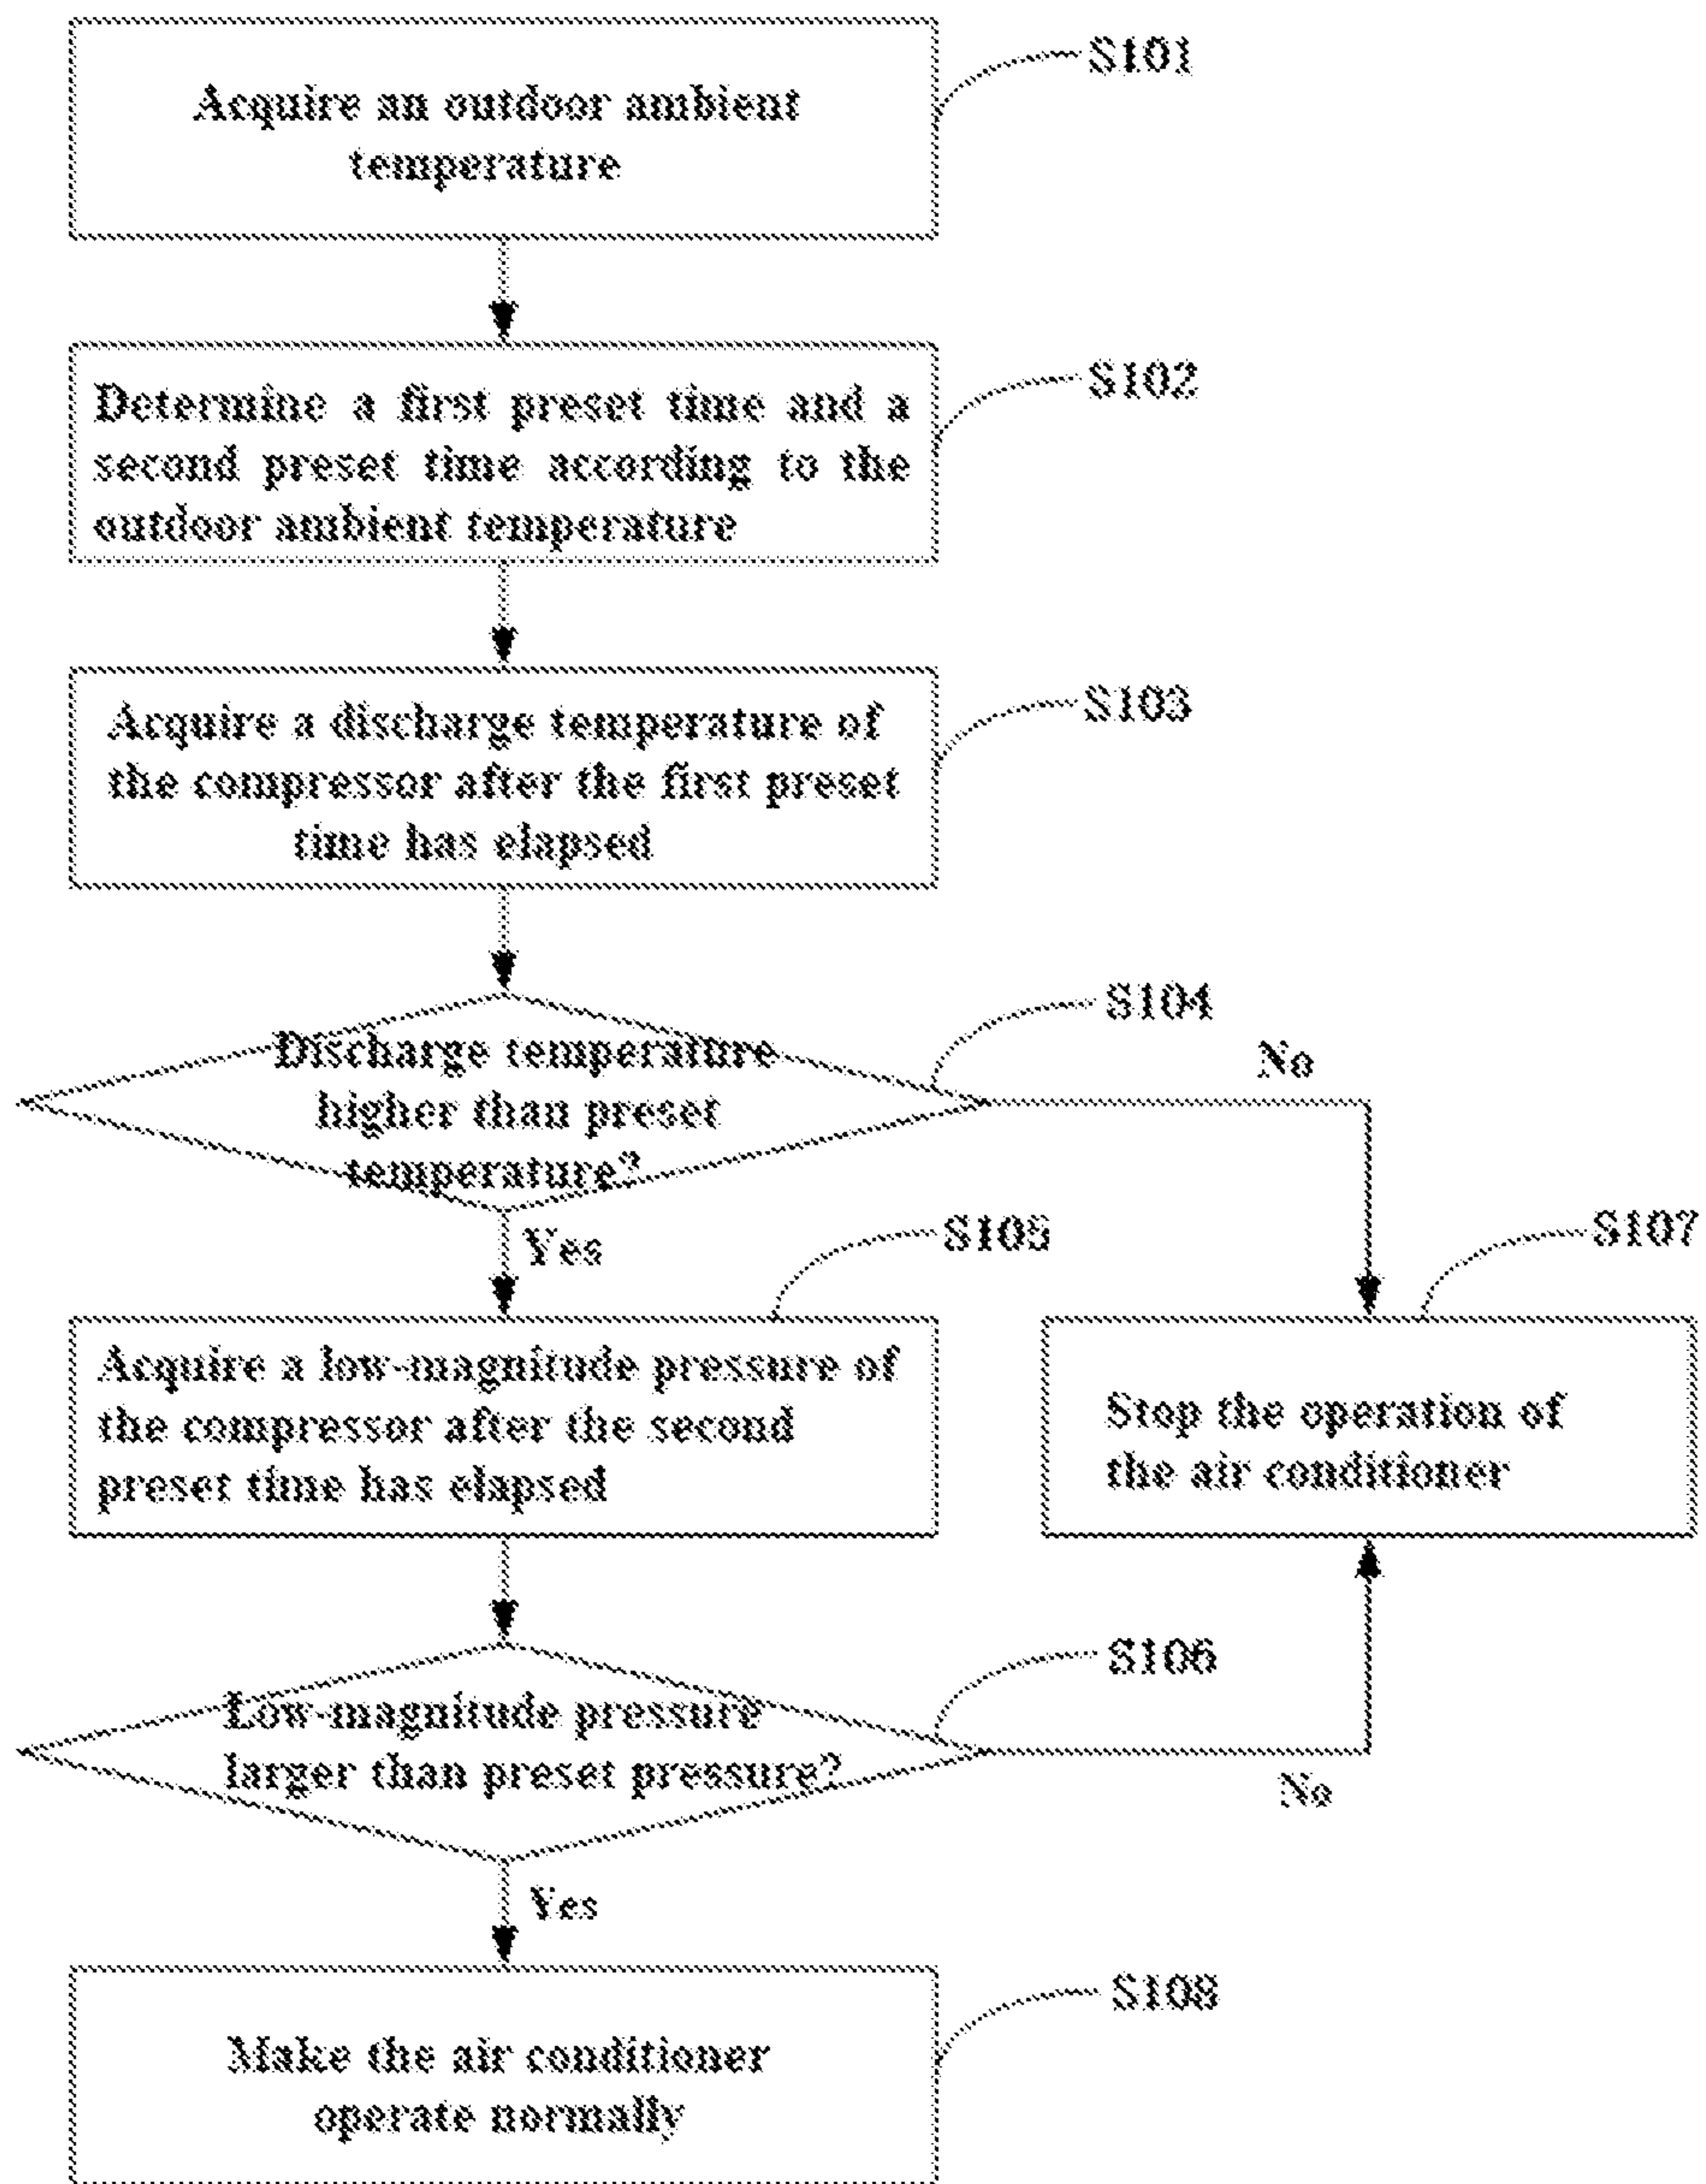 Acquire an outdoor ambient
temperature
S101
Determine a first preset time and a
second preset time according to the
outdoor ambient temperature
S102
Acquire a discharge temperature of
the compressor after the first preset
time has elapsed
S103
Discharge temperature
higher than preset
temperature?
S104
No
Yes
S105
S107
Acquire a low-magnitude pressure of
the compressor after the second
preset time has elapsed
Stop the operation of
the air conditioner
Low-magnitude pressure
larger than preset pressure?
S106
No
Yes
Make the air conditioner
operate normally
S108